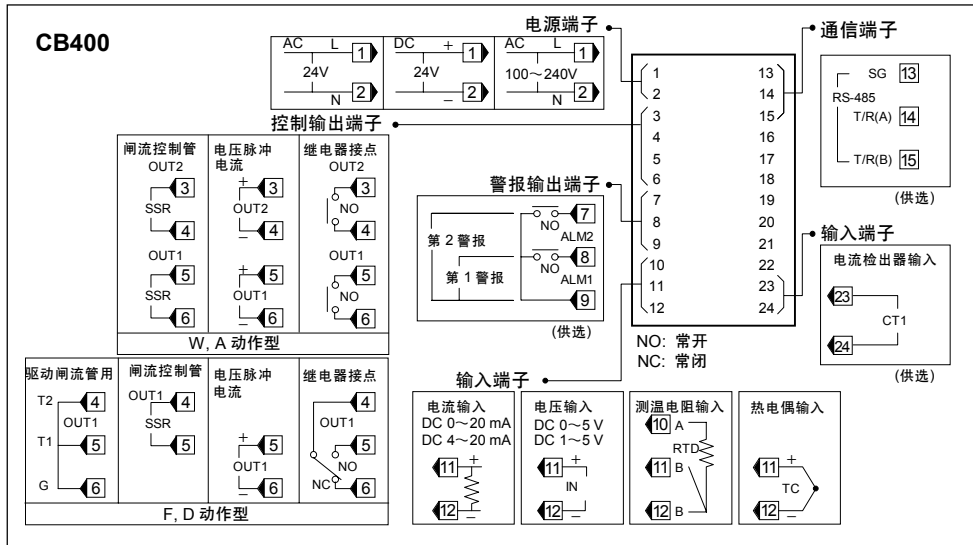 CB400
电源端子
AC L 1
24V
N 2
DC + 1
24V
− 2
AC L 1
100～240V
N 2
控制输出端子
闸流控制管
OUT2
3
SSR
4
OUT1
5
SSR
6
电压脉冲
电流
+ 3
OUT2
− 4
+ 5
OUT1
− 6
继电器接点
OUT2
3
NO
4
OUT1
5
NO
6
W, A 动作型
驱动闸流管用
T2 4
OUT1
T1 5
G 6
闸流控制管
OUT1 4
SSR
5
电压脉冲
电流
+ 5
OUT1
− 6
继电器接点
4
OUT1 5
NO
NC 6
F, D 动作型
警报输出端子
7
NO
第 2 警报 ALM2
8
NO
第 1 警报 ALM1
9
(供选)
1 13
2 14
3 15
4 16
5 17
6 18
7 19
8 20
9 21
10 22
11 23
12 24
NO: 常开
NC: 常闭
通信端子
SG 13
RS-485
T/R(A) 14
T/R(B) 15
(供选)
输入端子
电流检出器输入
23
CT1
24
(供选)
输入端子
电流输入
DC 0～20 mA
DC 4～20mA
11 +
12 −
电压输入
DC 0～5 V
DC 1～5 V
11 +
IN
12 −
测温电阻输入
10 A
RTD
11 B
12 B
热电偶输入
11 +
TC
12 −